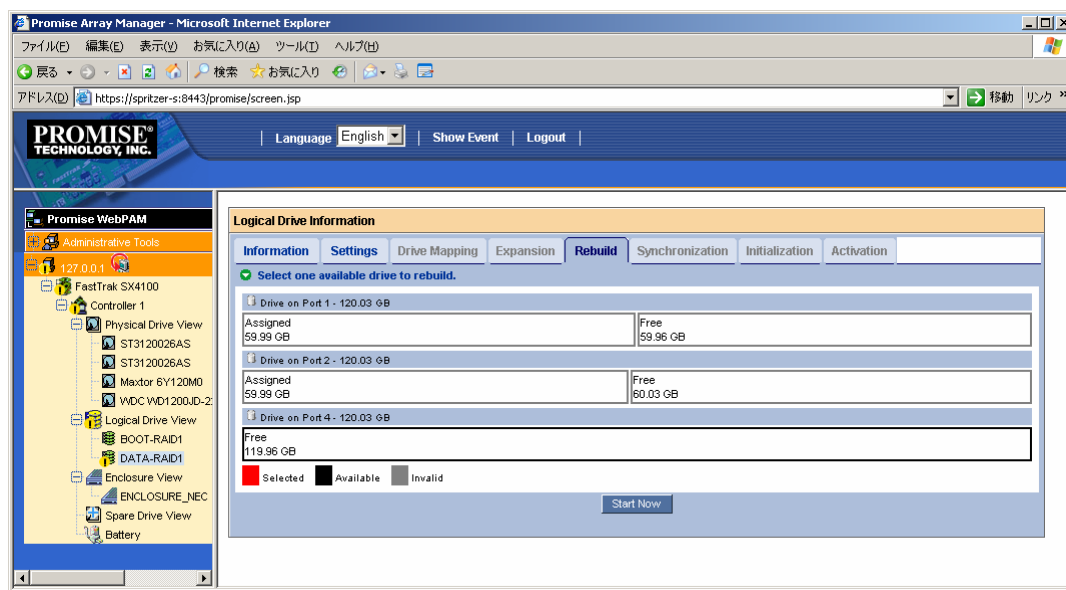 Promise Array Manager - Microsoft Internet Explorer
ファイル(F) 編集(E) 表示(V) お気に入り(A) ツール(T) ヘルプ(H)
戻る 検索 お気に入り
アドレス(D) https://spritzer-s:8443/promise/screen.jsp 移動 リンク »
PROMISE®
TECHNOLOGY, INC.
| Language English | Show Event | Logout |
Promise WebPAM
Administrative Tools
127.0.0.1
FastTrak SX4100
Controller 1
Physical Drive View
ST3120026AS
ST3120026AS
Maxtor 6Y120M0
WDC WD1200JD-2
Logical Drive View
BOOT-RAID1
DATA-RAID1
Enclosure View
ENCLOSURE_NEC
Spare Drive View
Battery
Logical Drive Information
Information Settings Drive Mapping Expansion Rebuild Synchronization Initialization Activation
Select one available drive to rebuild.
Drive on Port 1 - 120.03 GB
Assigned Free
59.99 GB 59.96 GB
Drive on Port 2 - 120.03 GB
Assigned Free
59.99 GB 60.03 GB
Drive on Port 4 - 120.03 GB
Free
119.96 GB
Selected Available Invalid
Start Now